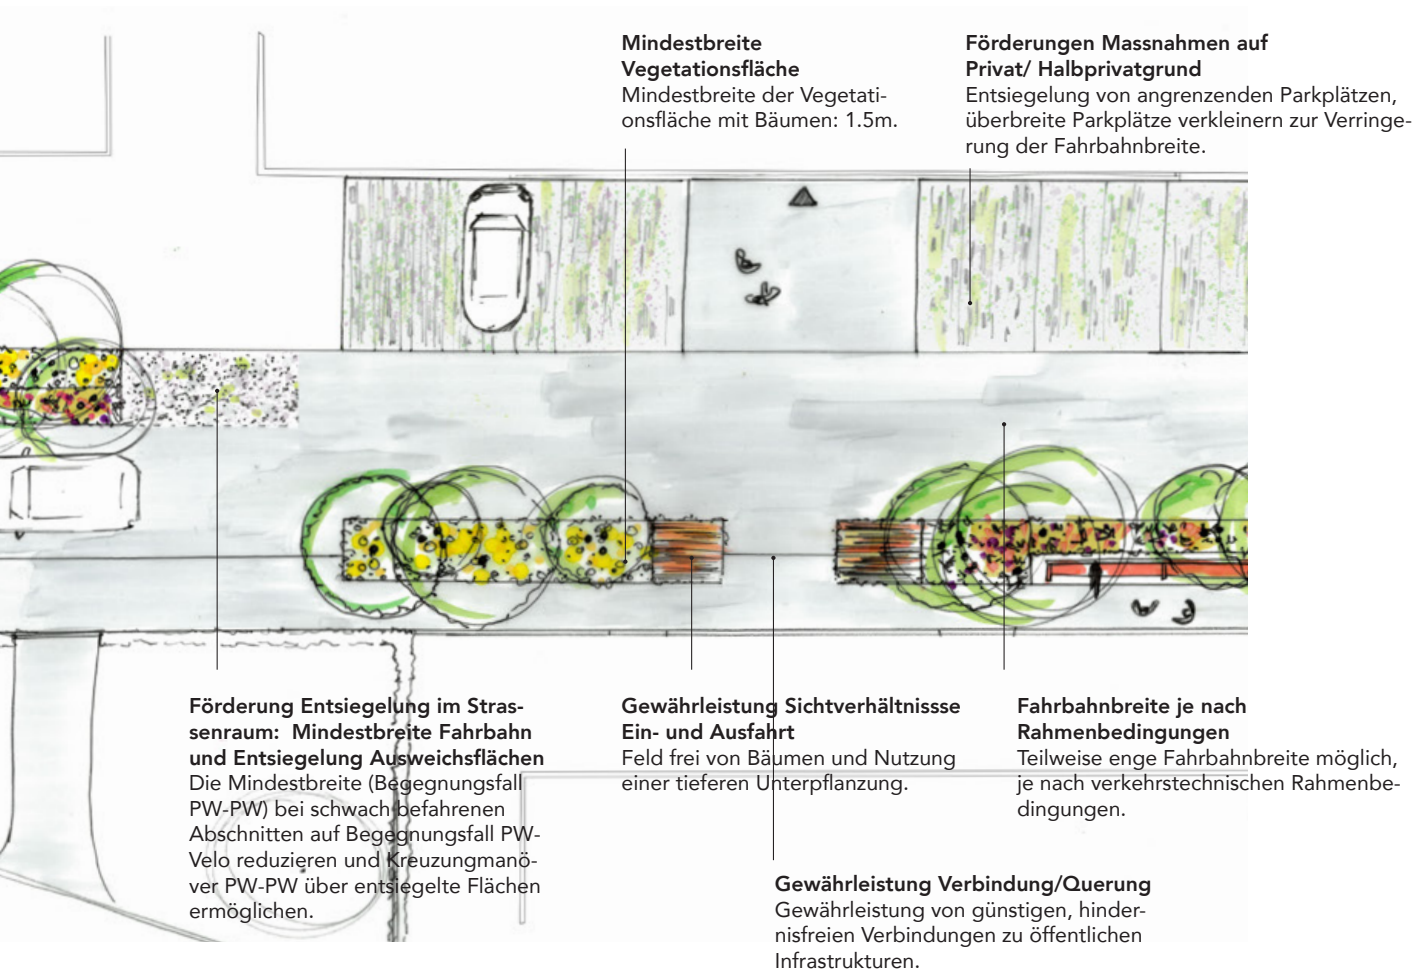 Mindestbreite
Vegetationsfläche
Mindestbreite der Vegetati-
onsfläche mit Bäumen: 1.5m.
Förderungen Massnahmen auf
Privat/ Halbprivatgrund
Entsiegelung von angrenzenden Parkplätzen,
überbreite Parkplätze verkleinern zur Verringe-
rung der Fahrbahnbreite.
Förderung Entsiegelung im Stras-
senraum:  Mindestbreite Fahrbahn
und Entsiegelung Ausweichsflächen
Die Mindestbreite (Begegnungsfall
PW-PW) bei schwach befahrenen
Abschnitten auf Begegnungsfall PW-
Velo reduzieren und Kreuzungmanö-
ver PW-PW über entsiegelte Flächen
ermöglichen.
Gewährleistung Sichtverhältnissse
Ein- und Ausfahrt
Feld frei von Bäumen und Nutzung
einer tieferen Unterpflanzung.
Fahrbahnbreite je nach
Rahmenbedingungen
Teilweise enge Fahrbahnbreite möglich,
je nach verkehrstechnischen Rahmenbe-
dingungen.
Gewährleistung Verbindung/Querung
Gewährleistung von günstigen, hinder-
nisfreien Verbindungen zu öffentlichen
Infrastrukturen.